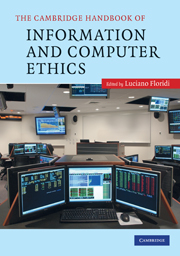 THE CAMBRIDGE HANDBOOK OF
INFORMATION
AND COMPUTER
ETHICS
Edited by Luciano Floridi
CAMBRIDGE